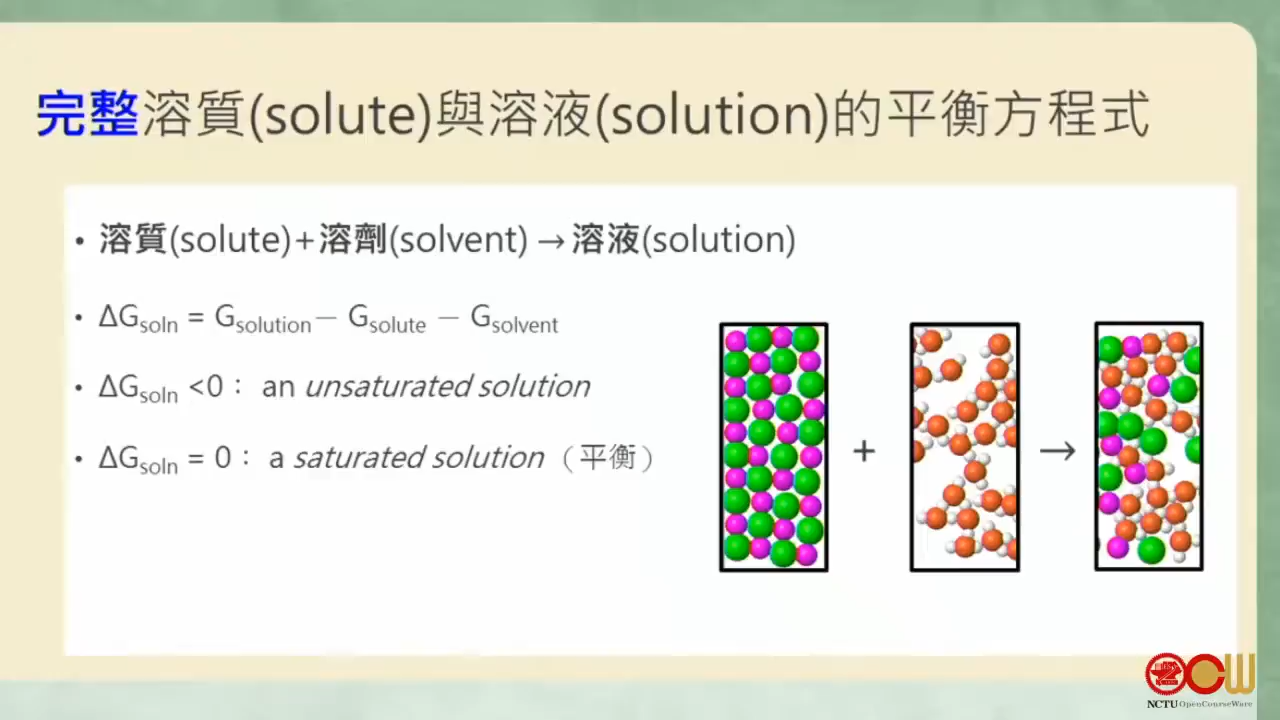 完整溶質(solute)與溶液(solution)的平衡方程式
• 溶質(solute)+溶劑(solvent) → 溶液(solution)
• ΔGsoln = Gsolution − Gsolute − Gsolvent
• ΔGsoln <0： an unsaturated solution
• ΔGsoln = 0： a saturated solution（平衡）
+ →
OCW
NCTU OpenCourseWare